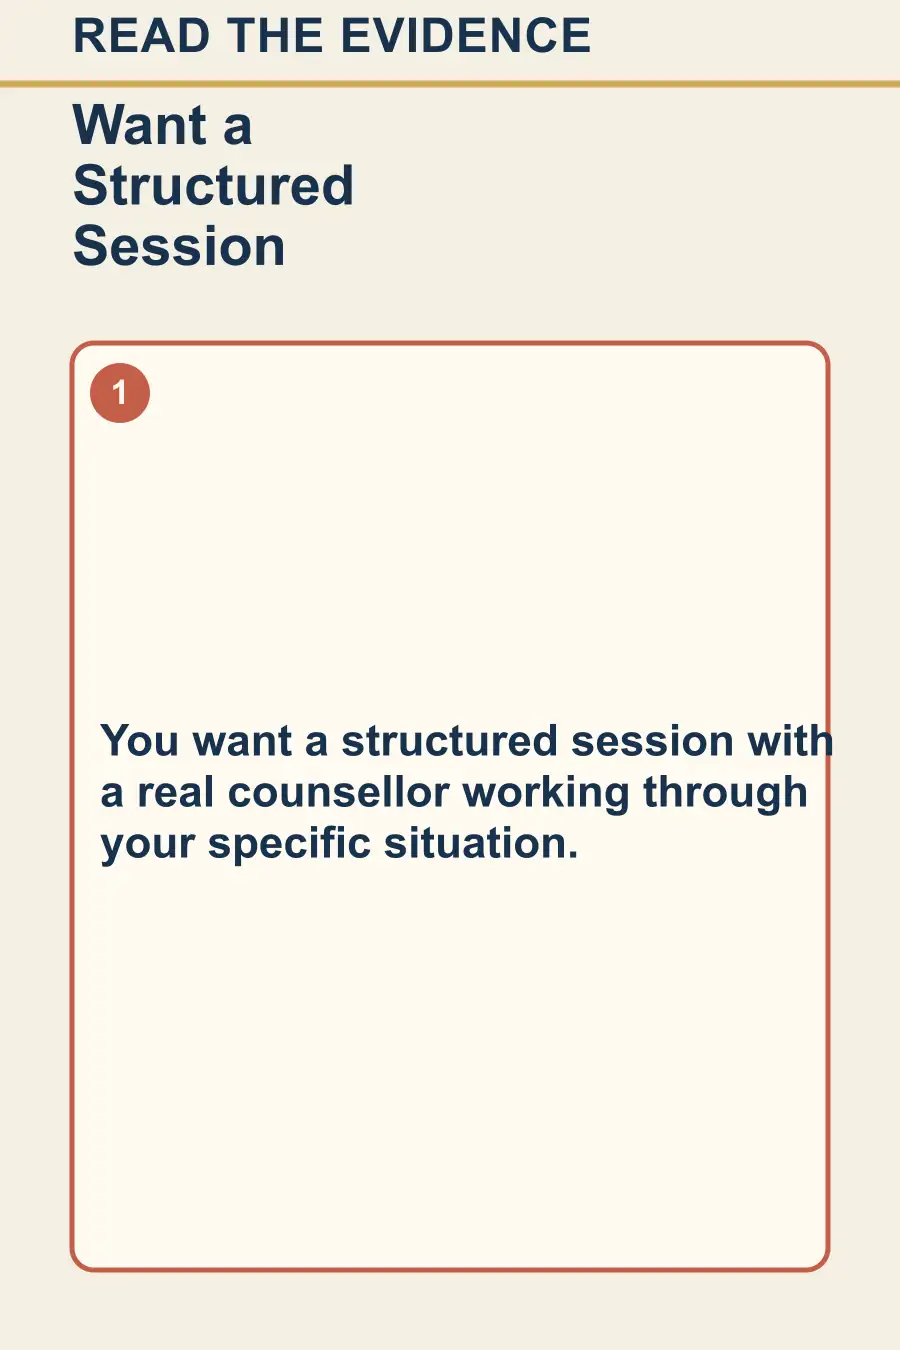 READ THE EVIDENCE
Want a
Structured
Session
1
You want a structured session with
a real counsellor working through
your specific situation.